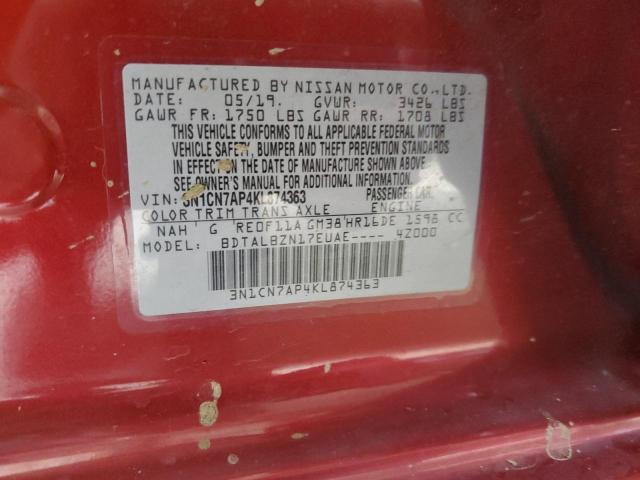 MANUFACTURED BY NISSAN MOTOR CO.,LTD.
DATE: 05/19. GVWR: 3426 LBS
GAWR FR: 1750 LBS GAWR RR: 1708 LBS
THIS VEHICLE CONFORMS TO ALL APPLICABLE FEDERAL MOTOR
VEHICLE SAFETY, BUMPER AND THEFT PREVENTION STANDARDS
IN EFFECT ON THE DATE OF MANUFACTURE SHOWN ABOVE.
SEE OWNER'S MANUAL FOR ADDITIONAL INFORMATION.
VIN: 3N1CN7AP4KL874363 PASSENGER CAR
COLOR TRIM TRANS AXLE
NAH ' G RE0F11A GM38'HR16DE 1598 CC
MODEL: BDTALBZN17EUAE---- 4Z000
3N1CN7AP4KL874363